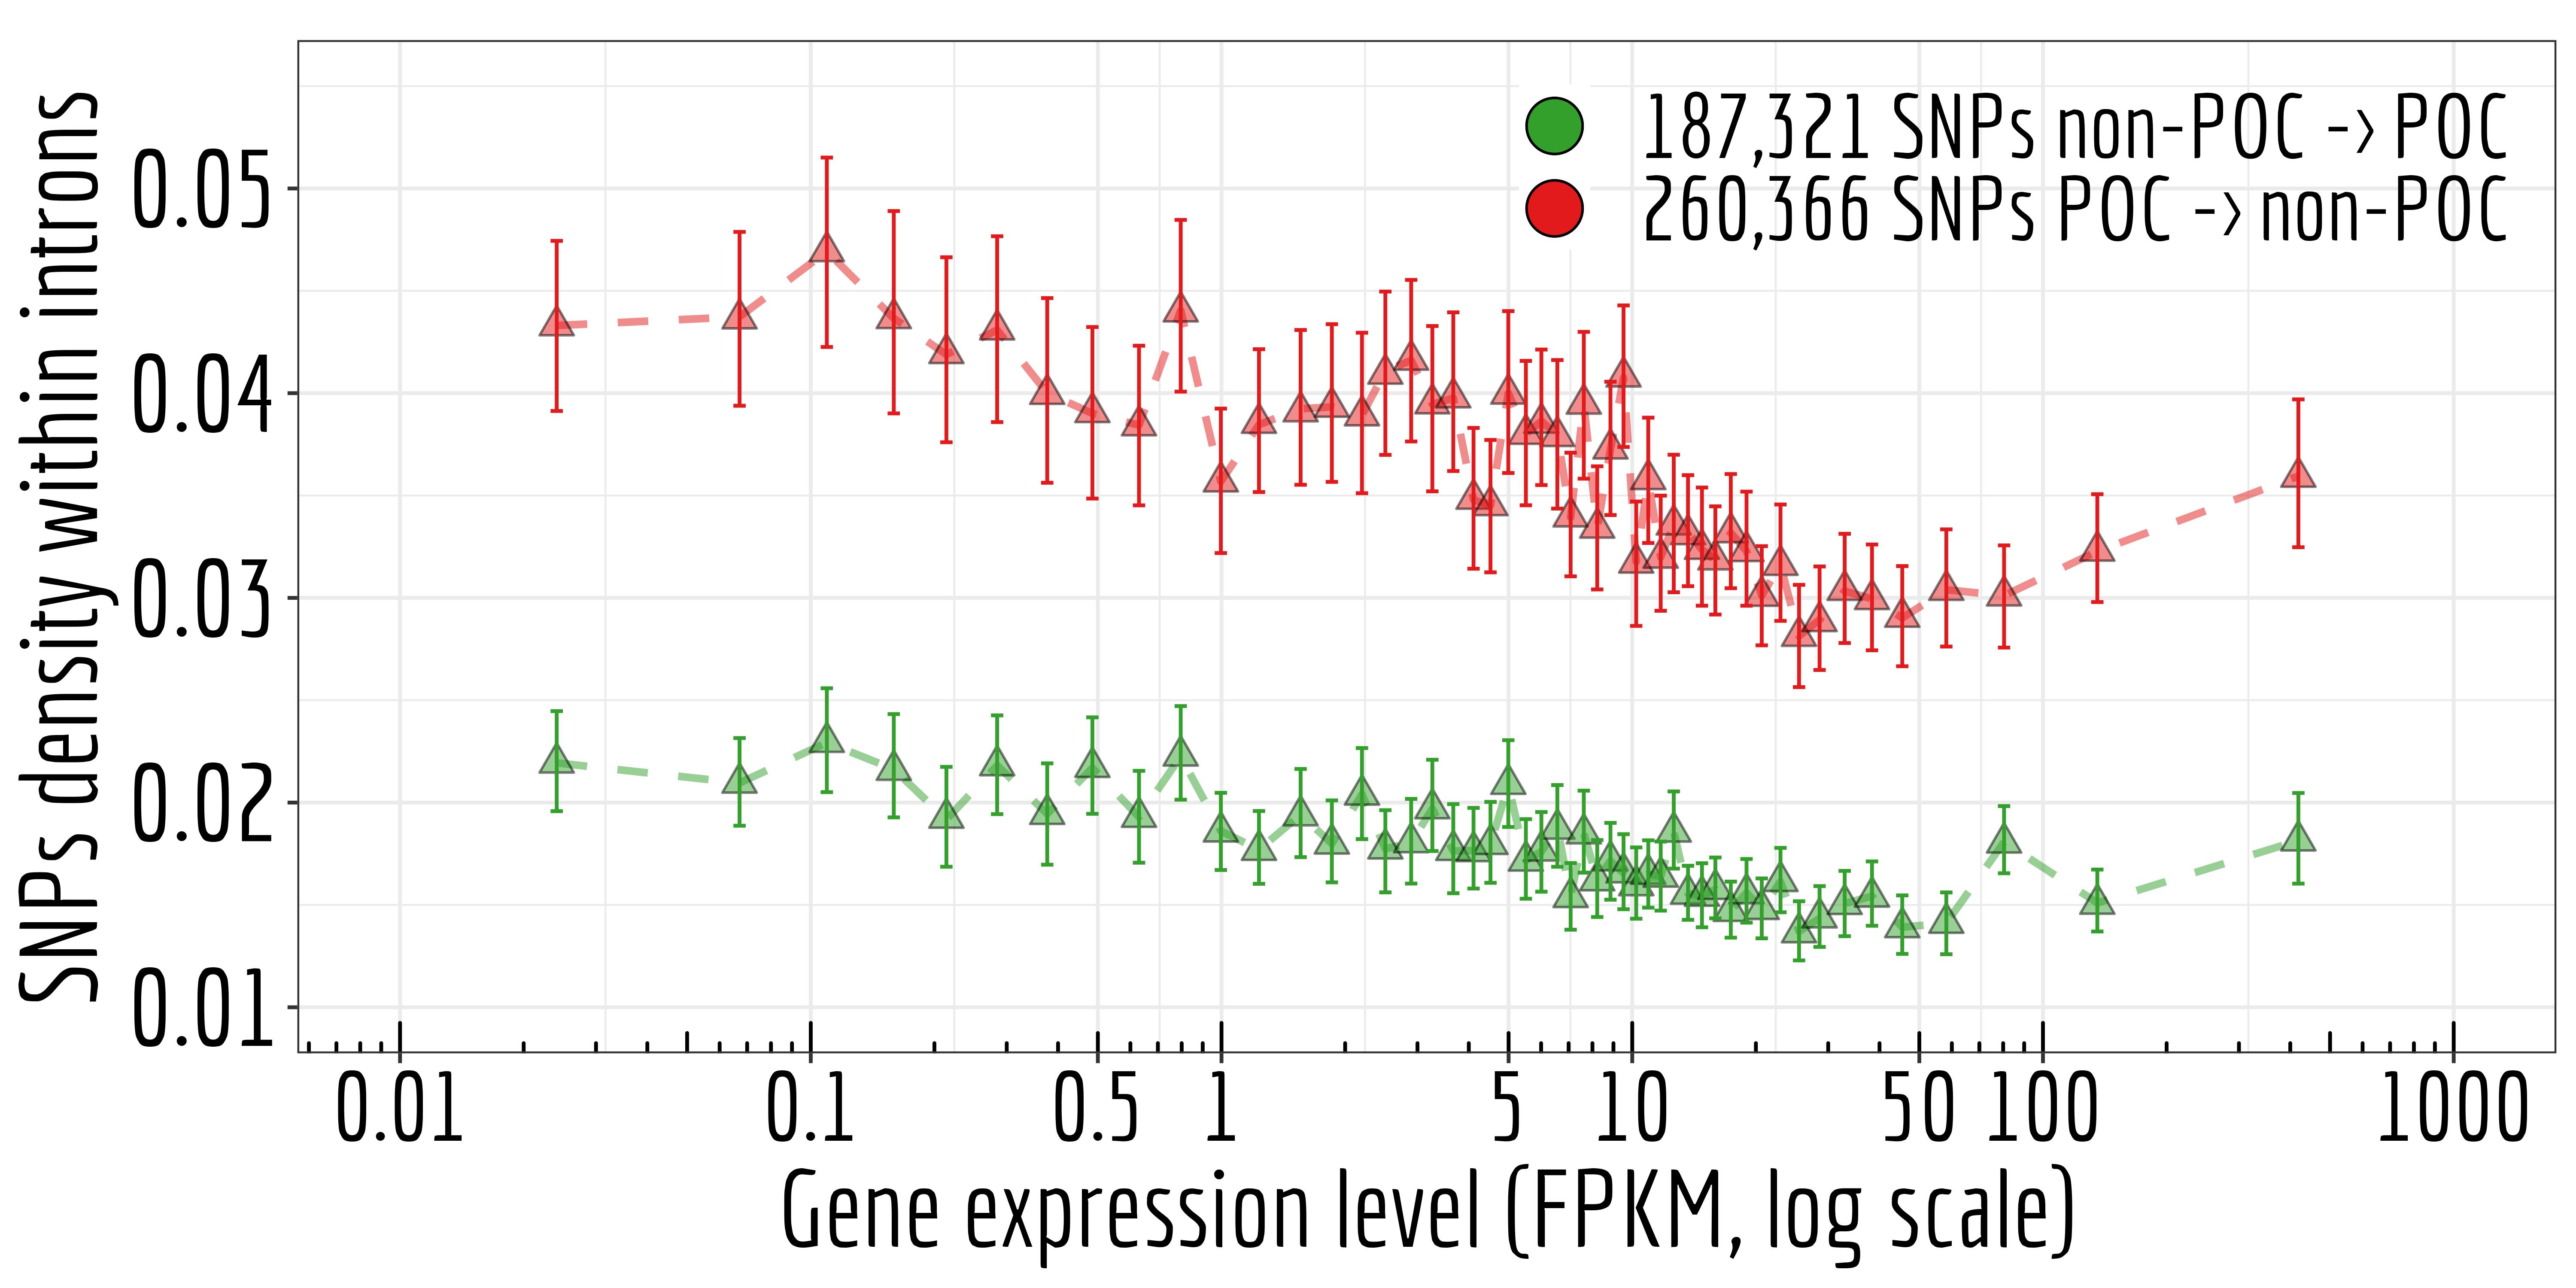 187,321 SNPs non-POC -> POC
260,366 SNPs POC -> non-POC
SNPs density within introns
0.05
0.04
0.03
0.02
0.01
0.01 0.1 0.5 1 5 10 50 100 1000
Gene expression level (FPKM, log scale)